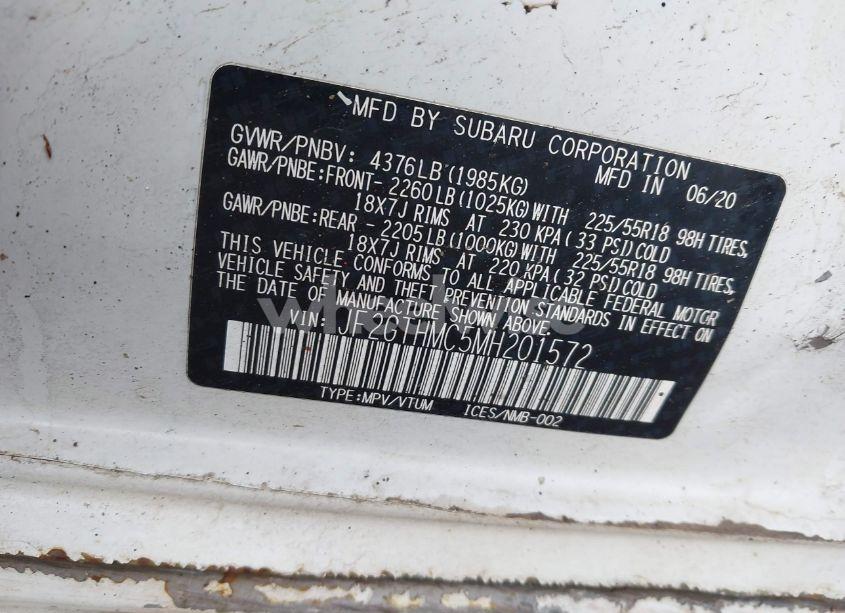 MFD BY SUBARU CORPORATION
GVWR/PNBV: 4376LB(1985KG) MFD IN 06/20
GAWR/PNBE:FRONT- 2260LB(1025KG)WITH 225/55R18 98H TIRES,
18X7J RIMS AT 230 KPA( 33 PSI)COLD
GAWR/PNBE:REAR - 2205LB(1000KG)WITH 225/55R18 98H TIRES,
18X7J RIMS AT 220 KPA( 32 PSI)COLD
THIS VEHICLE CONFORMS TO ALL APPLICABLE FEDERAL MOTOR
VEHICLE SAFETY AND THEFT PREVENTION STANDARDS IN EFFECT ON
THE DATE OF MANUFACTURE SHOWN ABOVE.
VIN: JF2GTHMC5MH201572
TYPE:MPV/VTUM ICES/NMB-002